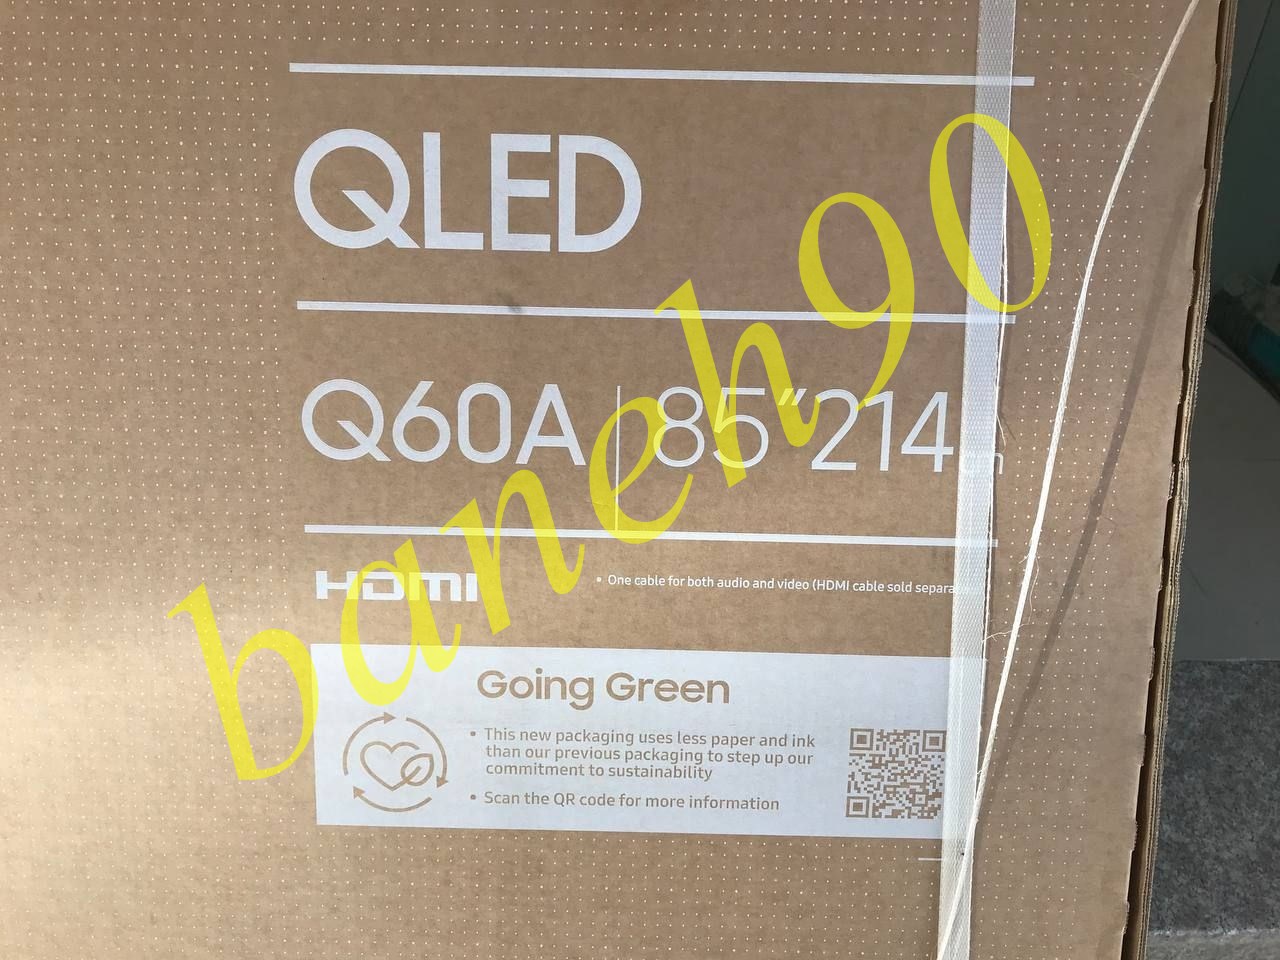 QLED
Q60A 85" 214
HDMI
• One cable for both audio and video (HDMI cable sold
Going Green
• This new packaging uses less paper and ink
than our previous packaging to step up our
commitment to sustainability
• Scan the QR code for more information
baneh90